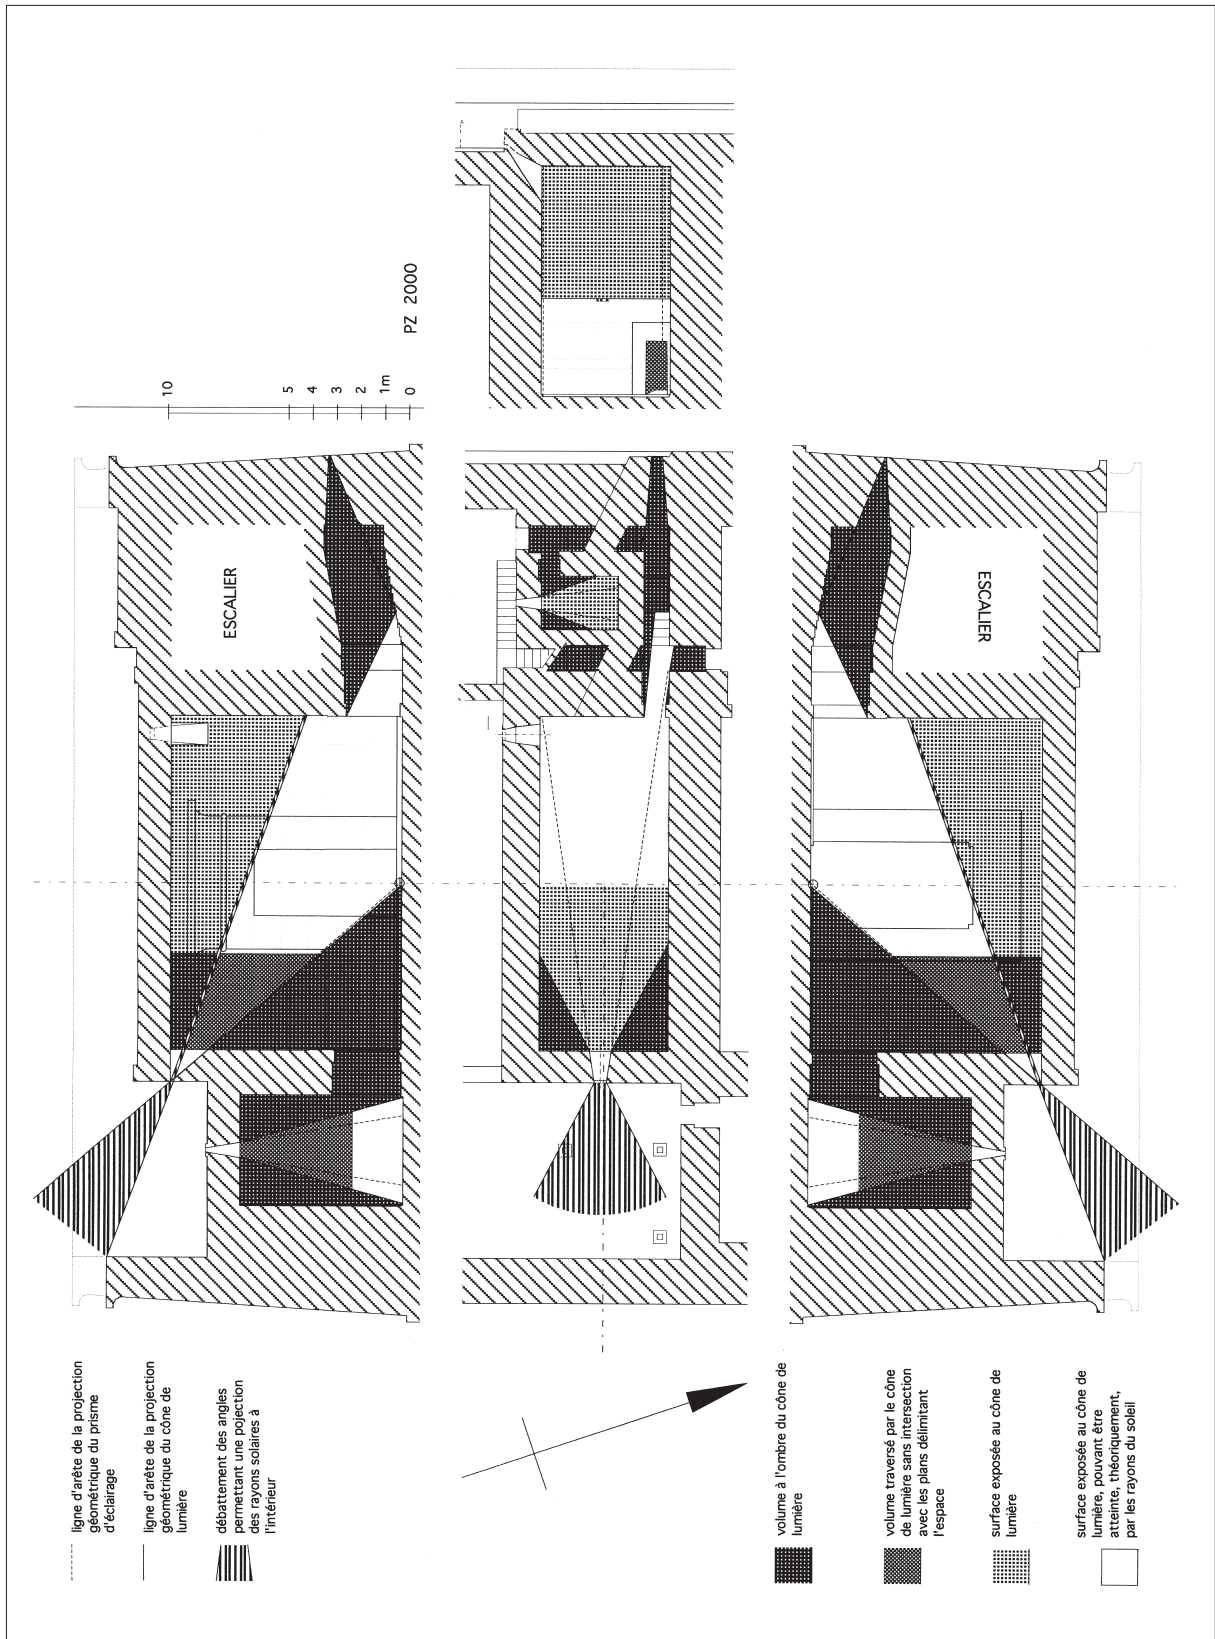 ligne d'arête de la projection
géométrique du prisme
d'éclairage
ligne d'arête de la projection
géométrique du cône de
lumière
débattement des angles
permettant une pojection
des rayons solaires à
l'intérieur
volume à l'ombre du cône de
lumière
volume traversé par le cône
de lumière sans intersection
avec les plans délimitant
l'espace
surface exposée au cône de
lumière
surface exposée au cône de
lumière, pouvant être
atteinte, théoriquement,
par les rayons du soleil
ESCALIER
ESCALIER
10
5
4
3
2
1m
0
PZ 2000